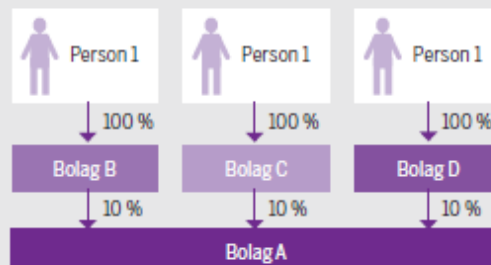 Person 1 Person 1 Person 1
100 % 100 % 100 %
Bolag B Bolag C Bolag D
10 % 10 % 10 %
Bolag A